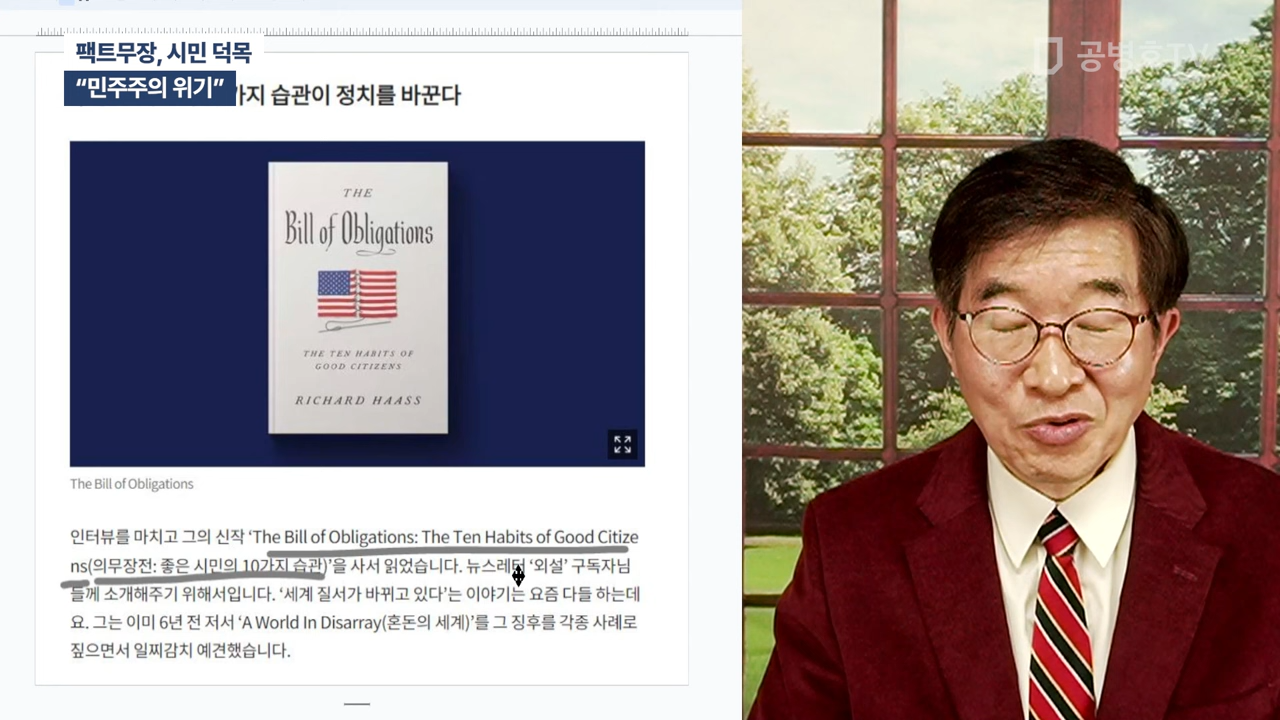 팩트무장, 시민 덕목
“민주주의 위기”
가지 습관이 정치를 바꾼다
공병호TV
THE
Bill of Obligations
THE TEN HABITS OF
GOOD CITIZENS
RICHARD HAASS
The Bill of Obligations
인터뷰를 마치고 그의 신작 ‘The Bill of Obligations: The Ten Habits of Good Citize
ns(의무장전: 좋은 시민의 10가지 습관)’을 사서 읽었습니다. 뉴스레터 ‘외설’ 구독자님
들께 소개해주기 위해서입니다. ‘세계 질서가 바뀌고 있다’는 이야기는 요즘 다들 하는데
요. 그는 이미 6년 전 저서 ‘A World In Disarray(혼돈의 세계)’를 그 징후를 각종 사례로
짚으면서 일찌감치 예견했습니다.